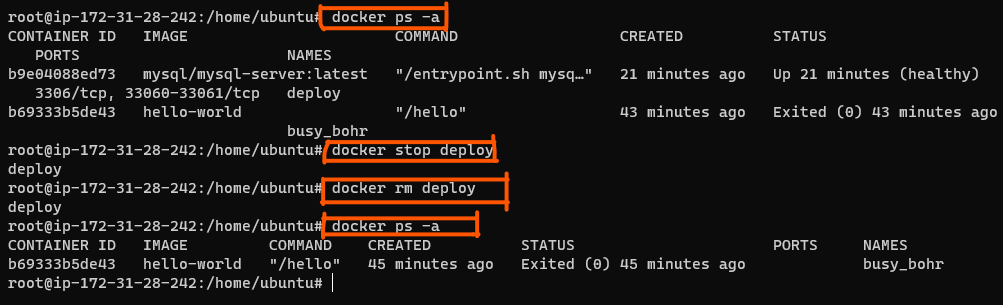 root@ip-172-31-28-242:/home/ubuntu# docker ps -a
CONTAINER ID   IMAGE                       COMMAND                  CREATED          STATUS
   PORTS                       NAMES
b9e04088ed73   mysql/mysql-server:latest   "/entrypoint.sh mysq…"   21 minutes ago   Up 21 minutes (healthy)
   3306/tcp, 33060-33061/tcp   deploy
b69333b5de43   hello-world                 "/hello"                 43 minutes ago   Exited (0) 43 minutes ago
                               busy_bohr
root@ip-172-31-28-242:/home/ubuntu# docker stop deploy
deploy
root@ip-172-31-28-242:/home/ubuntu# docker rm deploy
deploy
root@ip-172-31-28-242:/home/ubuntu# docker ps -a
CONTAINER ID   IMAGE         COMMAND    CREATED          STATUS                      PORTS     NAMES
b69333b5de43   hello-world   "/hello"   45 minutes ago   Exited (0) 45 minutes ago             busy_bohr
root@ip-172-31-28-242:/home/ubuntu#